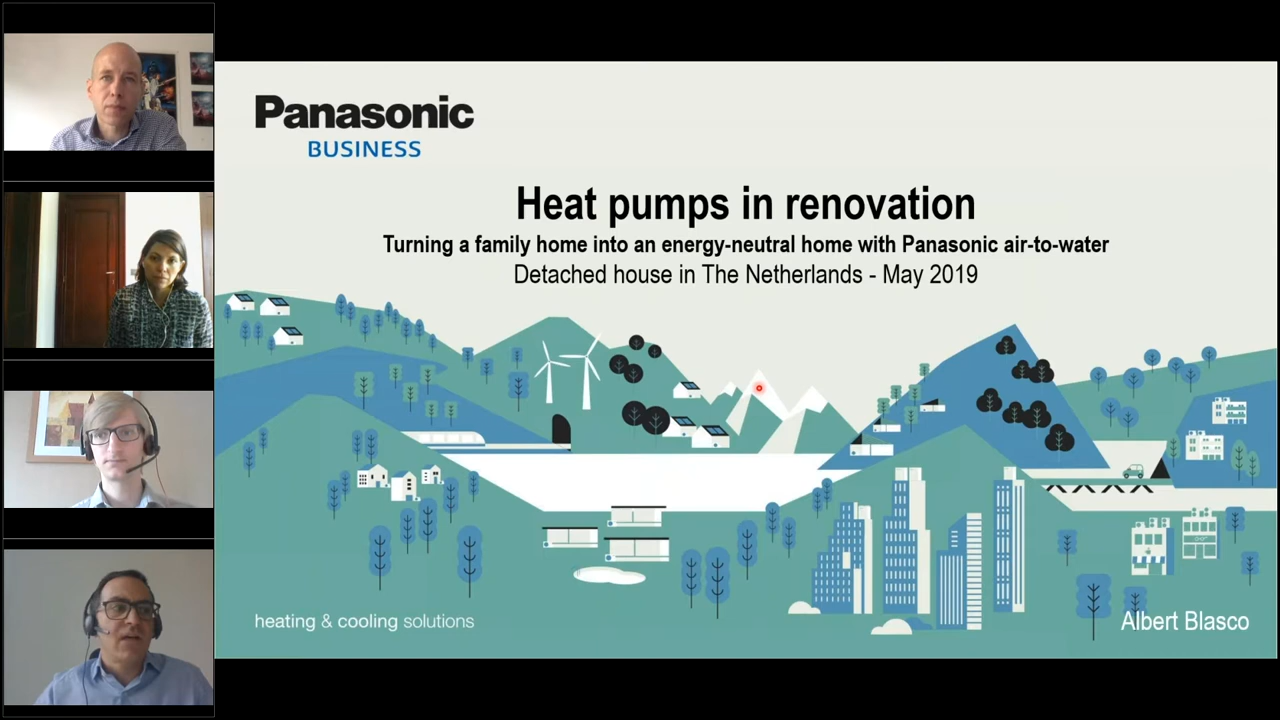 Panasonic
BUSINESS
Heat pumps in renovation
Turning a family home into an energy-neutral home with Panasonic air-to-water
Detached house in The Netherlands - May 2019
heating & cooling solutions
Albert Blasco